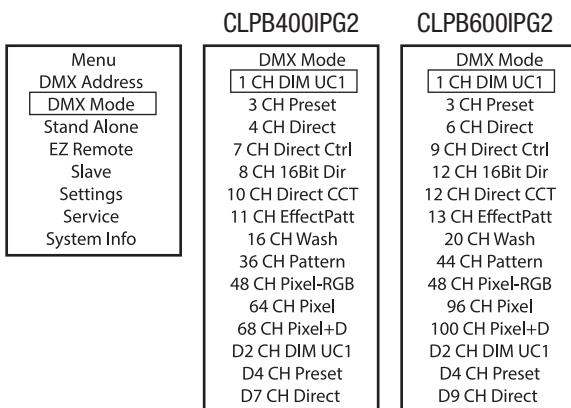 CLPB400IPG2
CLPB600IPG2
Menu
DMX Address
DMX Mode
Stand Alone
EZ Remote
Slave
Settings
Service
System Info
DMX Mode
1 CH DIM UC1
3 CH Preset
4 CH Direct
7 CH Direct Ctrl
8 CH 16Bit Dir
10 CH Direct CCT
11 CH EffectPatt
16 CH Wash
36 CH Pattern
48 CH Pixel-RGB
64 CH Pixel
68 CH Pixel+D
D2 CH DIM UC1
D4 CH Preset
D7 CH Direct
DMX Mode
1 CH DIM UC1
3 CH Preset
6 CH Direct
9 CH Direct Ctrl
12 CH 16Bit Dir
12 CH Direct CCT
13 CH EffectPatt
20 CH Wash
44 CH Pattern
48 CH Pixel-RGB
96 CH Pixel
100 CH Pixel+D
D2 CH DIM UC1
D4 CH Preset
D9 CH Direct